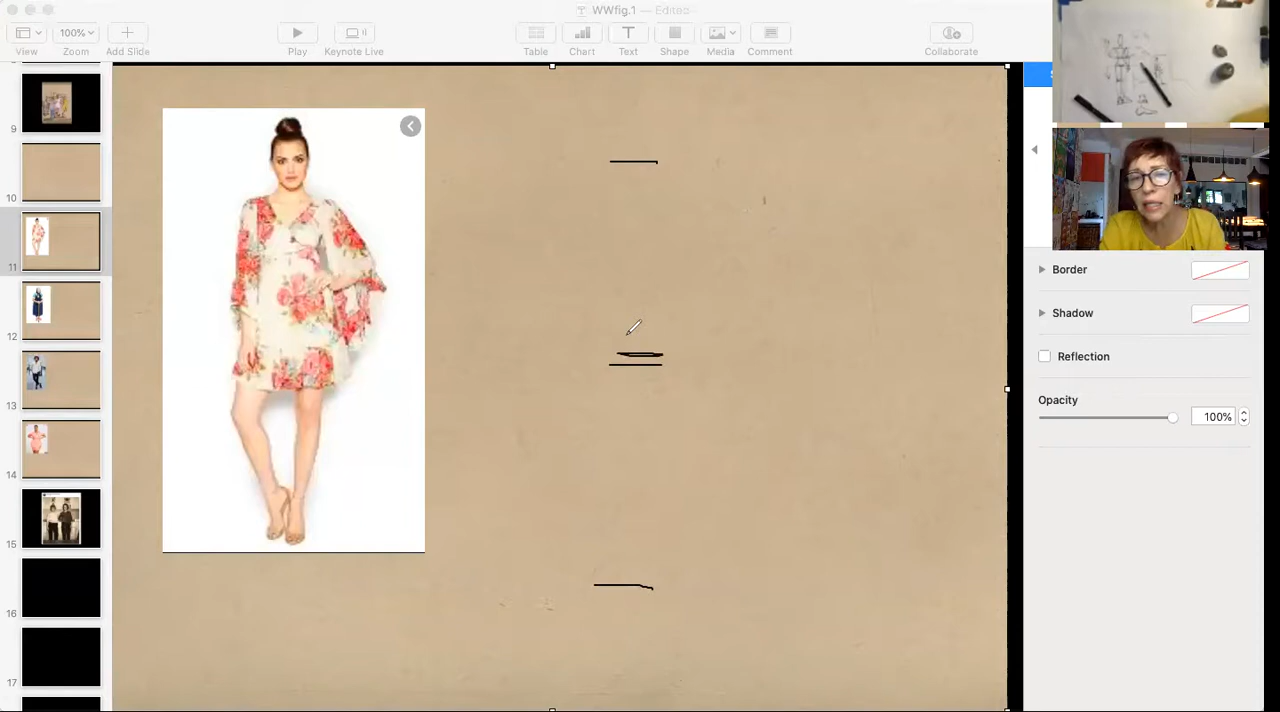 WWfig.1 — Edited
View
100%
Zoom
Add Slide
Play
Keynote Live
Table
Chart
Text
Shape
Media
Comment
Collaborate
9
10
11
12
13
14
15
16
17
Border
Shadow
Reflection
Opacity
100%